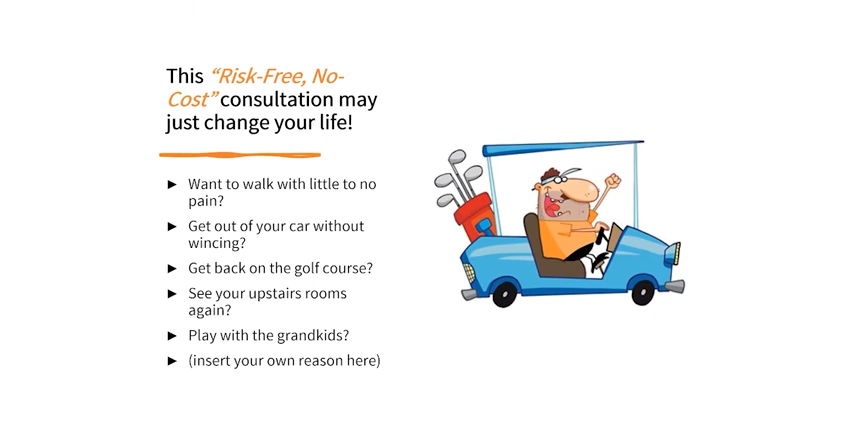 This “Risk-Free, No-
Cost” consultation may
just change your life!
► Want to walk with little to no
pain?
► Get out of your car without
wincing?
► Get back on the golf course?
► See your upstairs rooms
again?
► Play with the grandkids?
► (insert your own reason here)